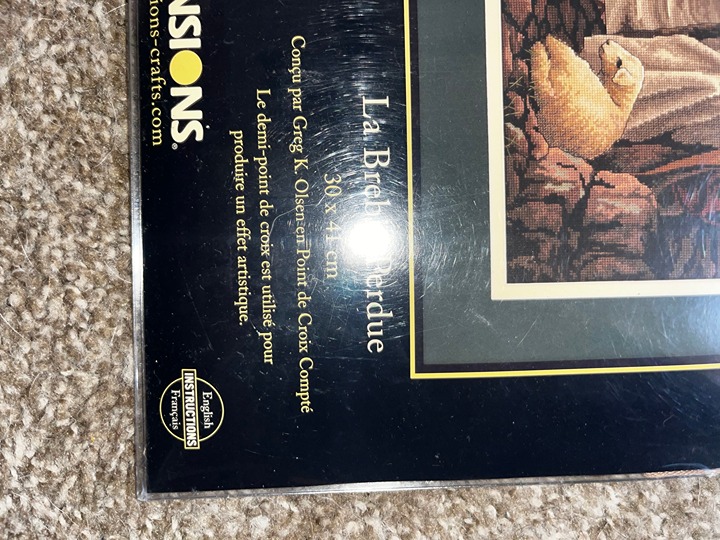 La Brebis Perdue
30 x 41 cm
Conçu par Greg K. Olsen en Point de Croix Compté
Le demi-point de croix est utilisé pour
produire un effet artistique.
NSIONS®
ions-crafts.com
English
INSTRUCTIONS
Français